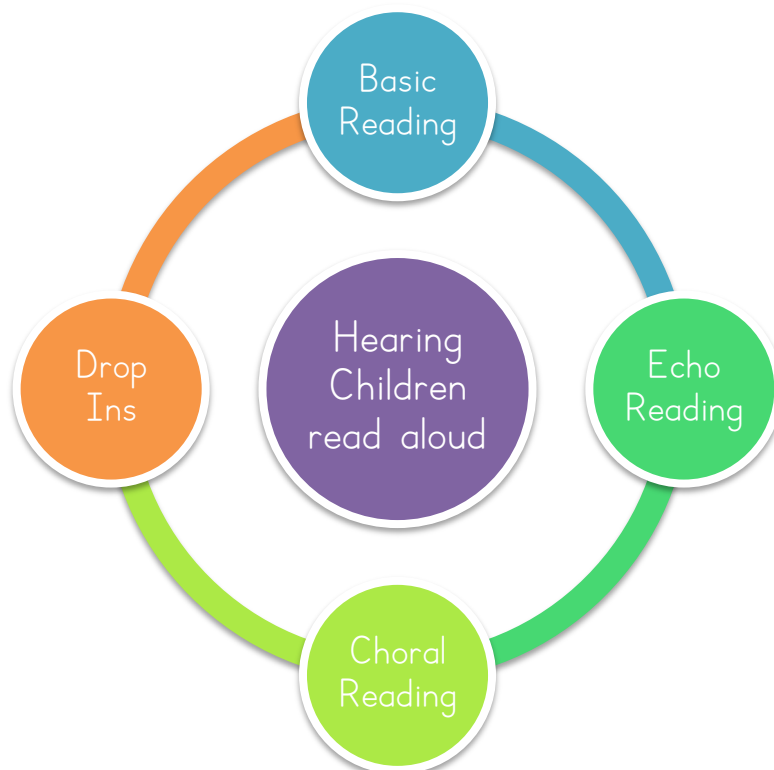 Basic
Reading
Hearing
Children
read aloud
Drop
Ins
Echo
Reading
Choral
Reading